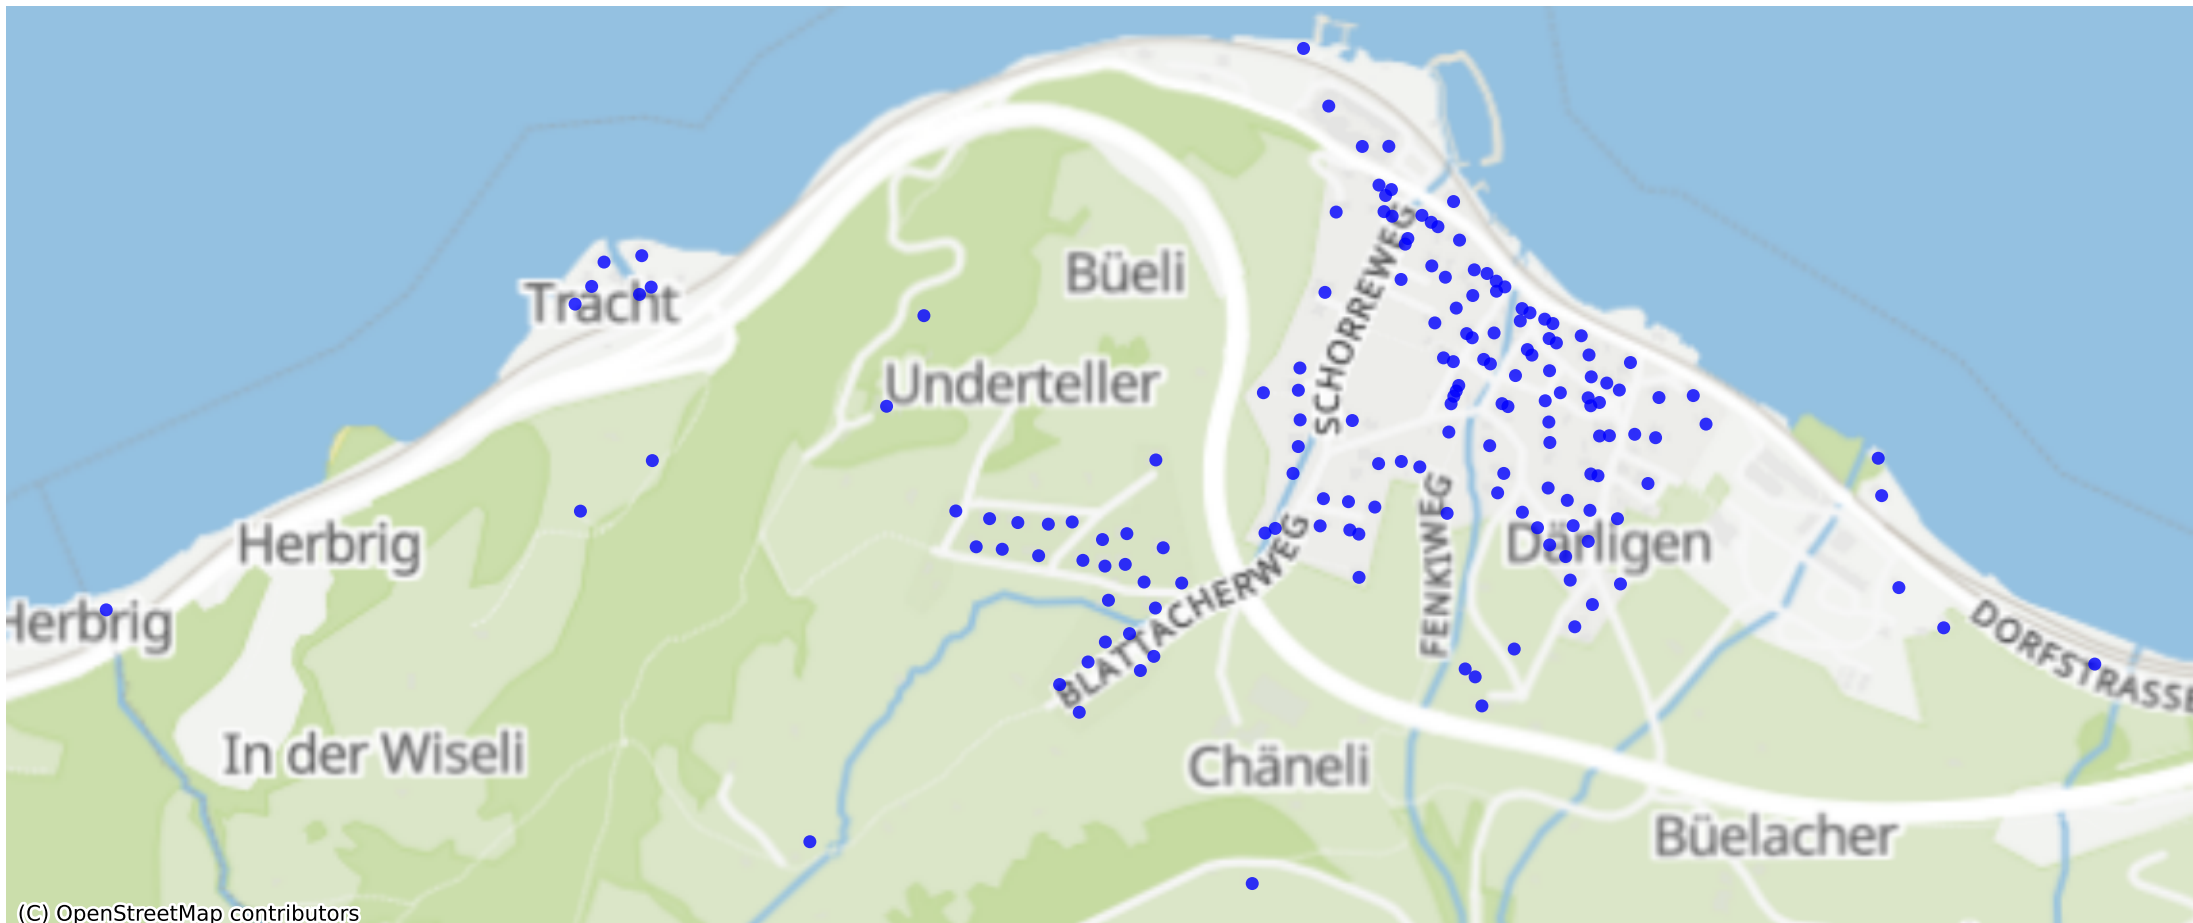 SCHORREWEG
Büeli
Tracht
Underteller
Herbrig
Herbrig
FENKIWEG
Därligen
BLATTACHERWEG
DORFSTRASSE
In der Wiseli
Chäneli
Büelacher
(C) OpenStreetMap contributors